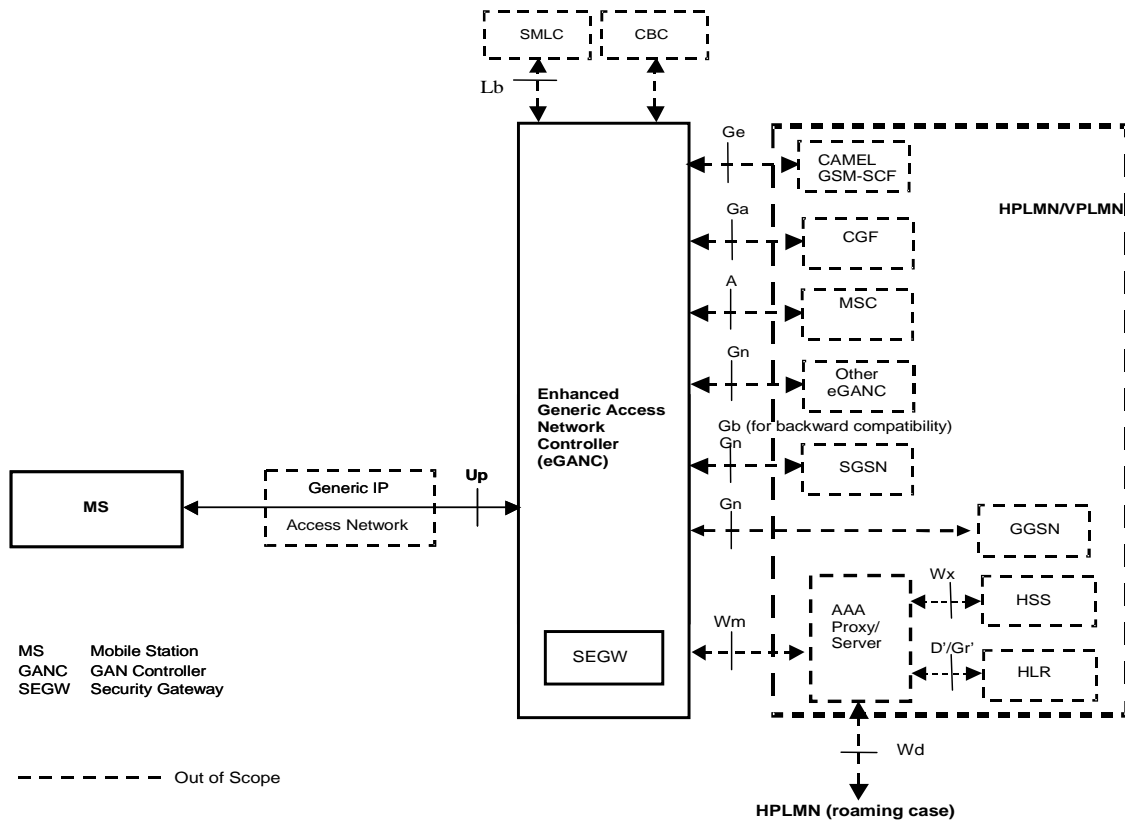 SMLC
CBC
Lb
Ge
CAMEL
GSM-SCF
HPLMN/VPLMN
Ga
CGF
A
MSC
Gn
Other
eGANC
Enhanced
Generic Access
Network
Controller
(eGANC)
Gb (for backward compatibility)
Gn
SGSN
MS
Generic IP
Access Network
Up
Gn
GGSN
Wx
HSS
AAA
Proxy/
Server
Wm
D'/Gr'
HLR
SEGW
MS Mobile Station
GANC GAN Controller
SEGW Security Gateway
Wd
Out of Scope
HPLMN (roaming case)